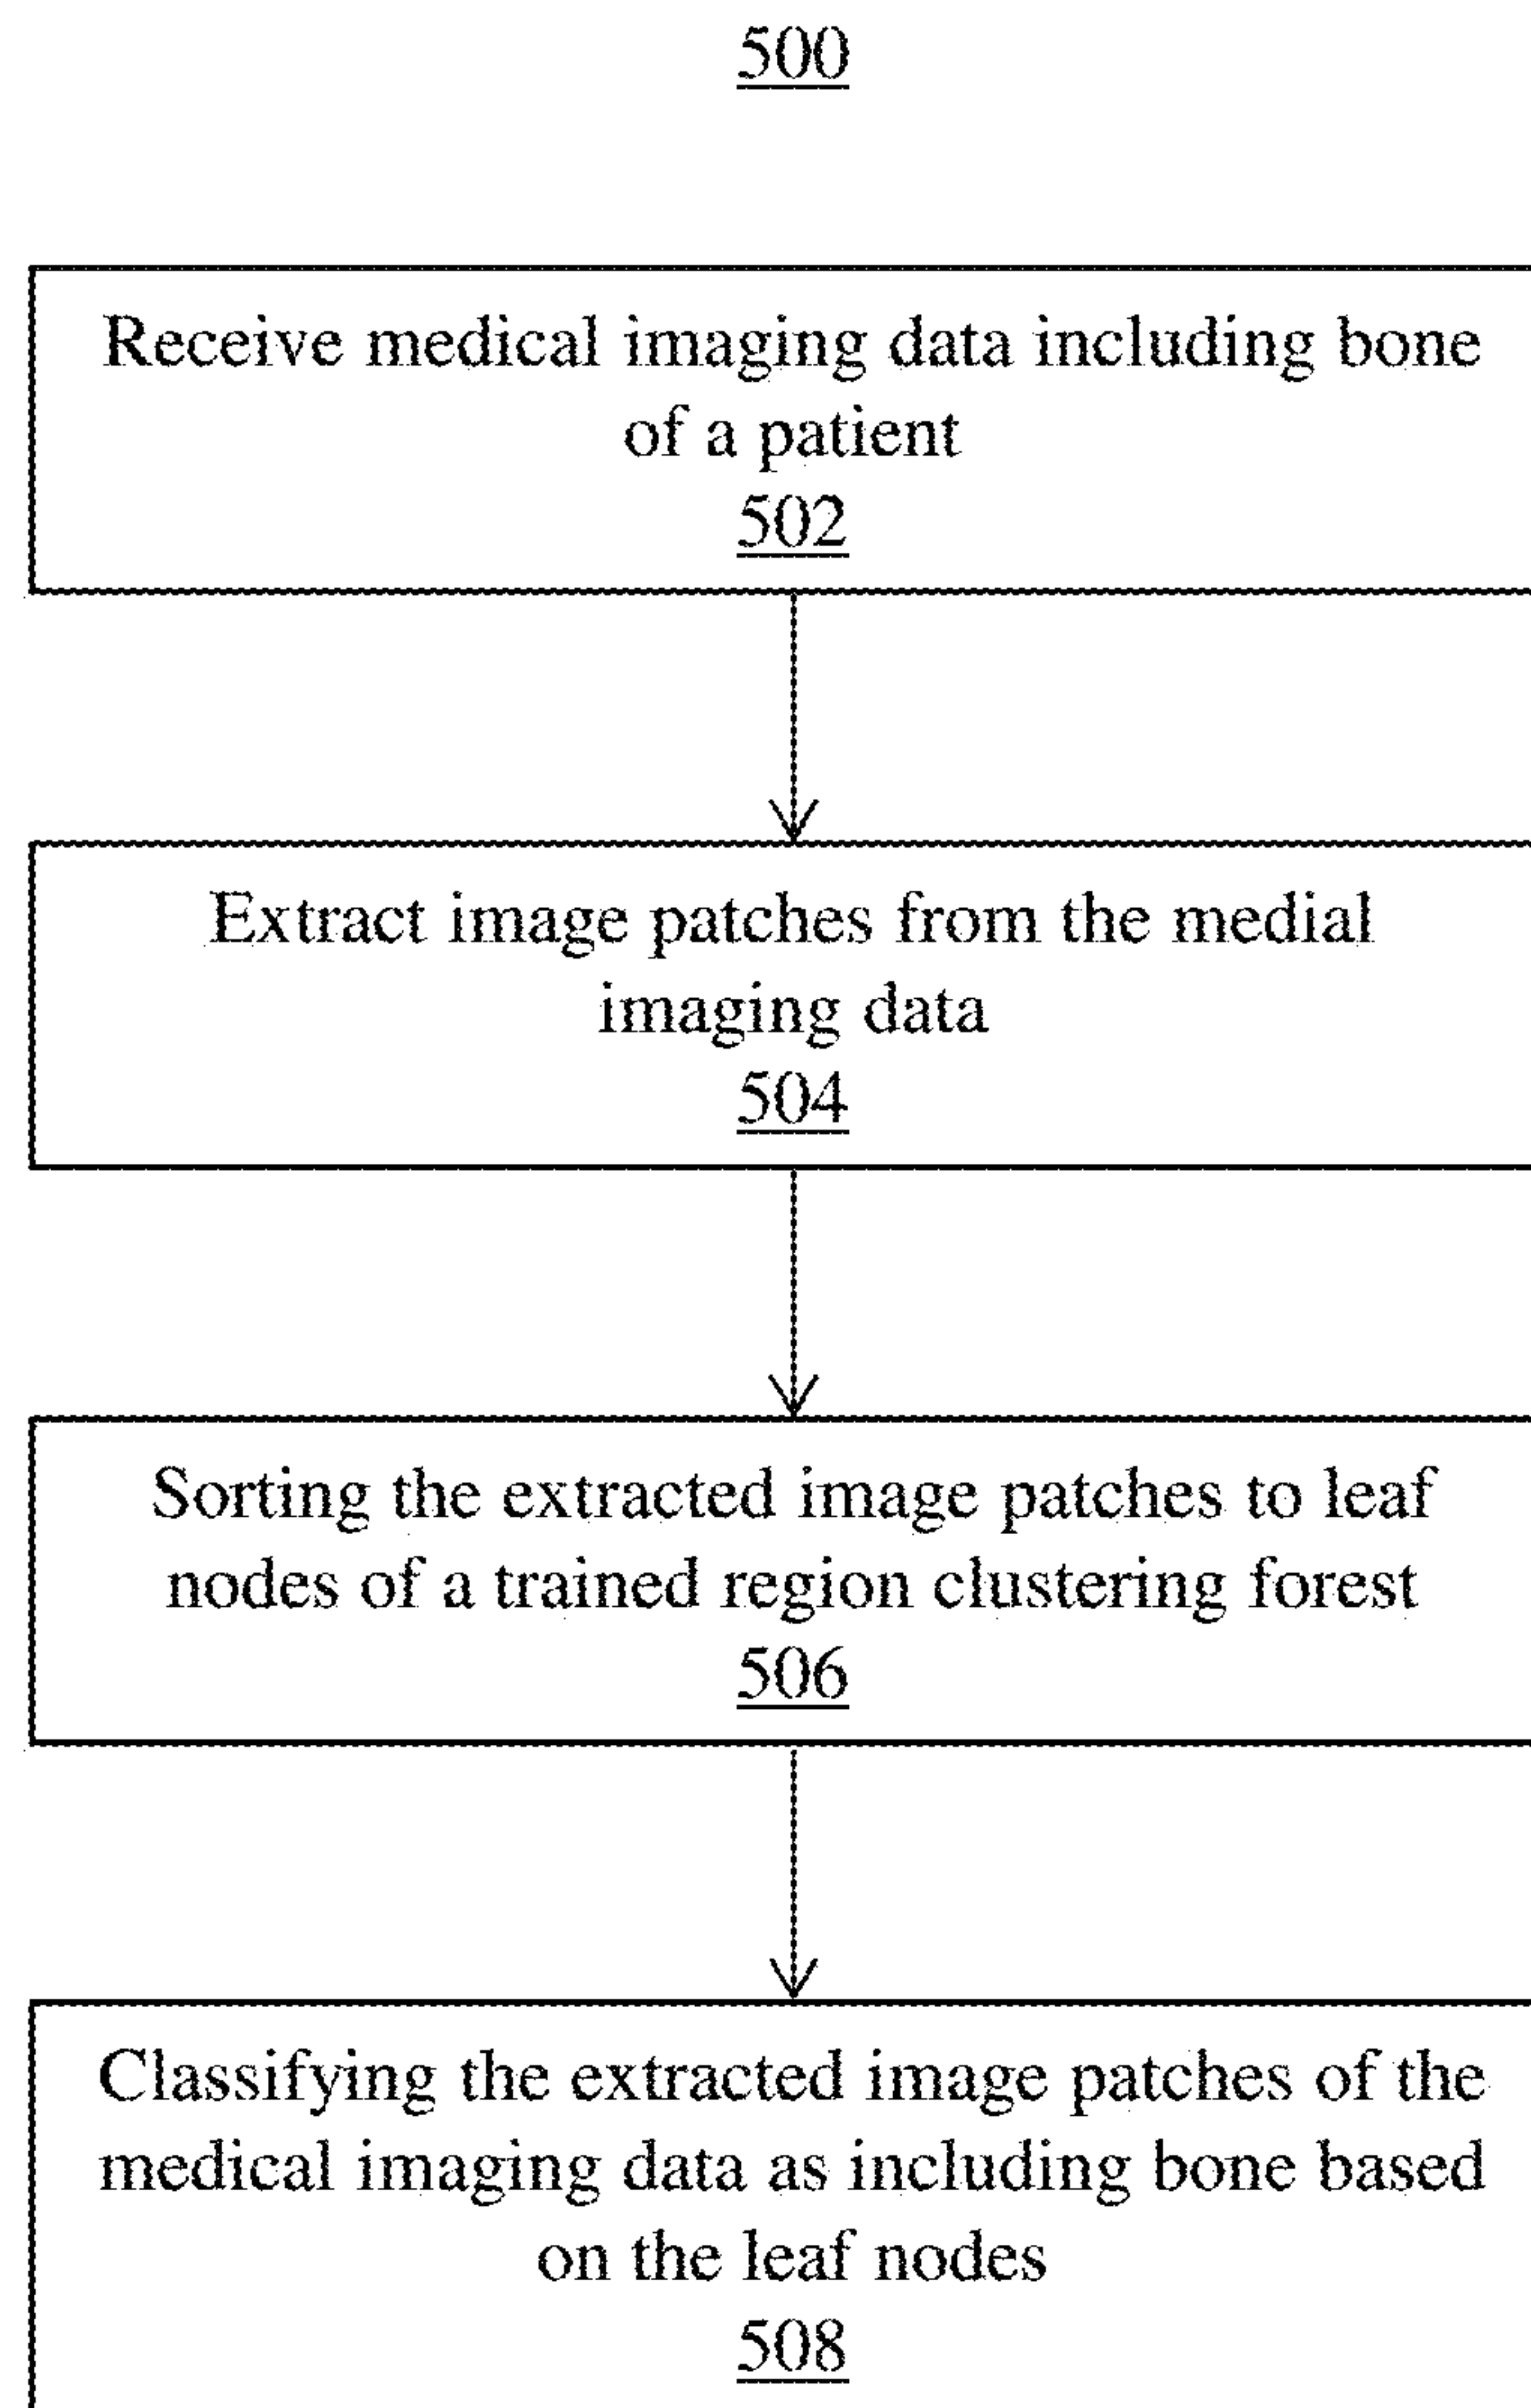 500
Receive medical imaging data including bone
of a patient
502
Extract image patches from the medial
imaging data
504
Sorting the extracted image patches to leaf
nodes of a trained region clustering forest
506
Classifying the extracted image patches of the
medical imaging data as including bone based
on the leaf nodes
508